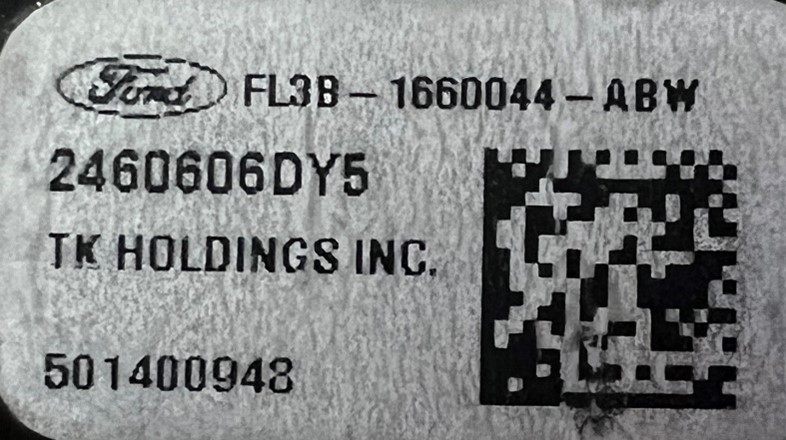 Ford FL3B-1660044-ABW
2460606DY5
TK HOLDINGS INC.
501400948